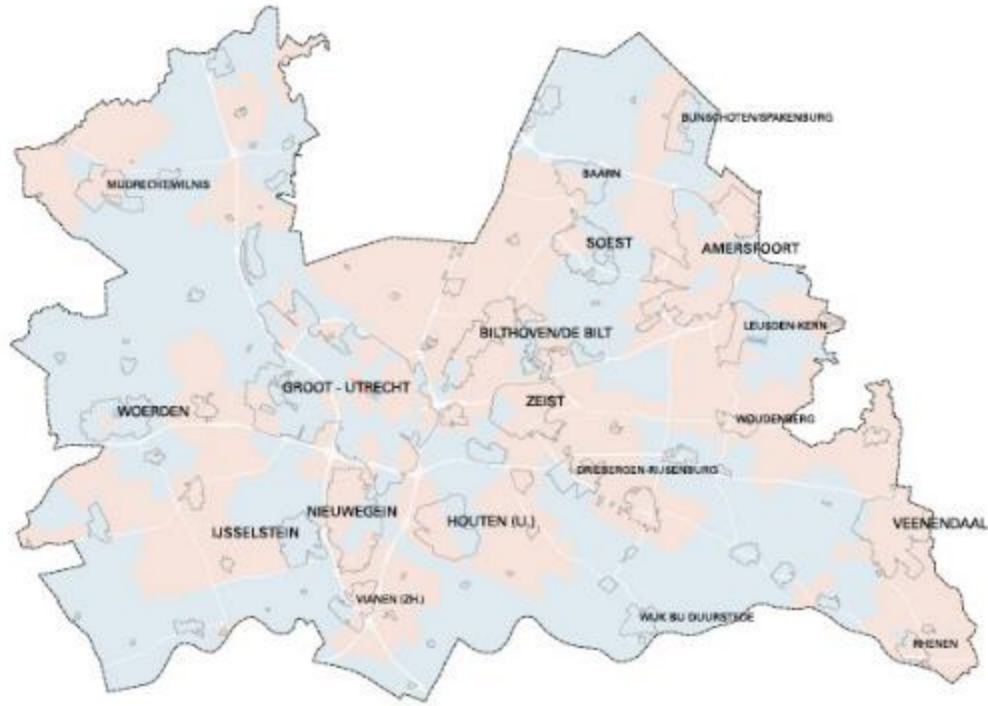 BUNSCHOTEN/SPAKENBURG
BAARN
MIJDRECHT/WILNIS
SOEST
AMERSFOORT
LEUSDEN-KERN
BILTHOVEN/DE BILT
GROOT - UTRECHT
ZEIST
WOERDEN
WOUDENBERG
DRIEBERGEN-RIJSENBURG
NIEUWEGEIN
HOUTEN (U.)
VEENENDAAL
IJSSELSTEIN
VIANEN (ZH.)
WIJK BIJ DUURSTEDE
RHENEN